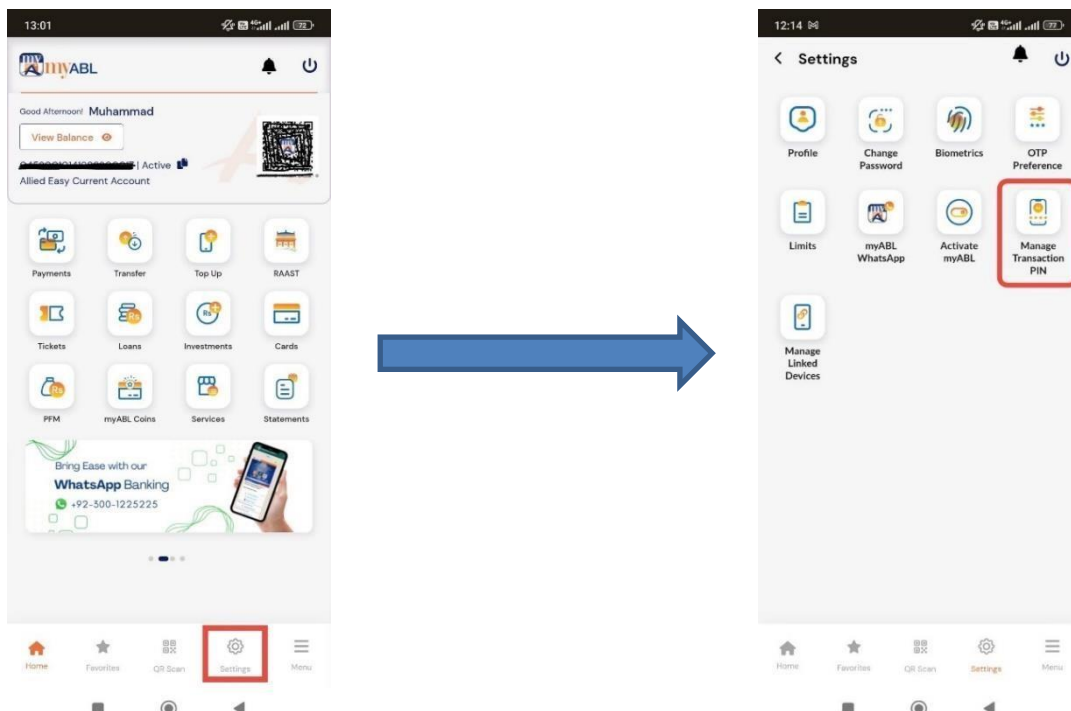 13:01
72
myABL
Good Afternoon! Muhammad
View Balance
| Active
Allied Easy Current Account
Payments
Transfer
Top Up
RAAST
Tickets
Loans
Investments
Cards
PFM
myABL Coins
Services
Statements
Bring Ease with our
WhatsApp Banking
+92-300-1225225
Home
Favorites
QR Scan
Settings
Menu
12:14
77
Settings
Profile
Change
Password
Biometrics
OTP
Preference
Limits
myABL
WhatsApp
Activate
myABL
Manage
Transaction
PIN
Manage
Linked
Devices
Home
Favorites
QR Scan
Settings
Menu